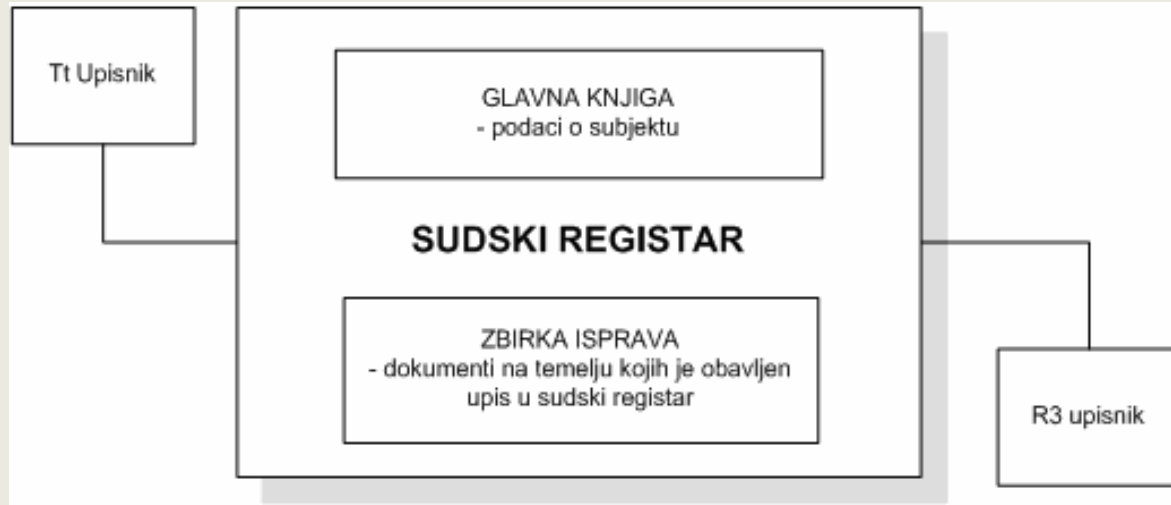 Tt Upisnik
GLAVNA KNJIGA
- podaci o subjektu
SUDSKI REGISTAR
ZBIRKA ISPRAVA
- dokumenti na temelju kojih je obavljen
upis u sudski registar
R3 upisnik